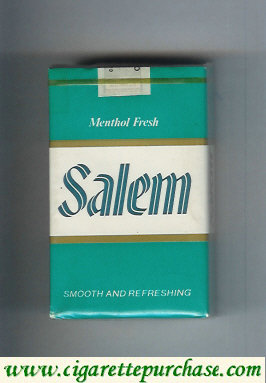 Menthol Fresh
Salem
SMOOTH AND REFRESHING
www.cigarettepurchase.com